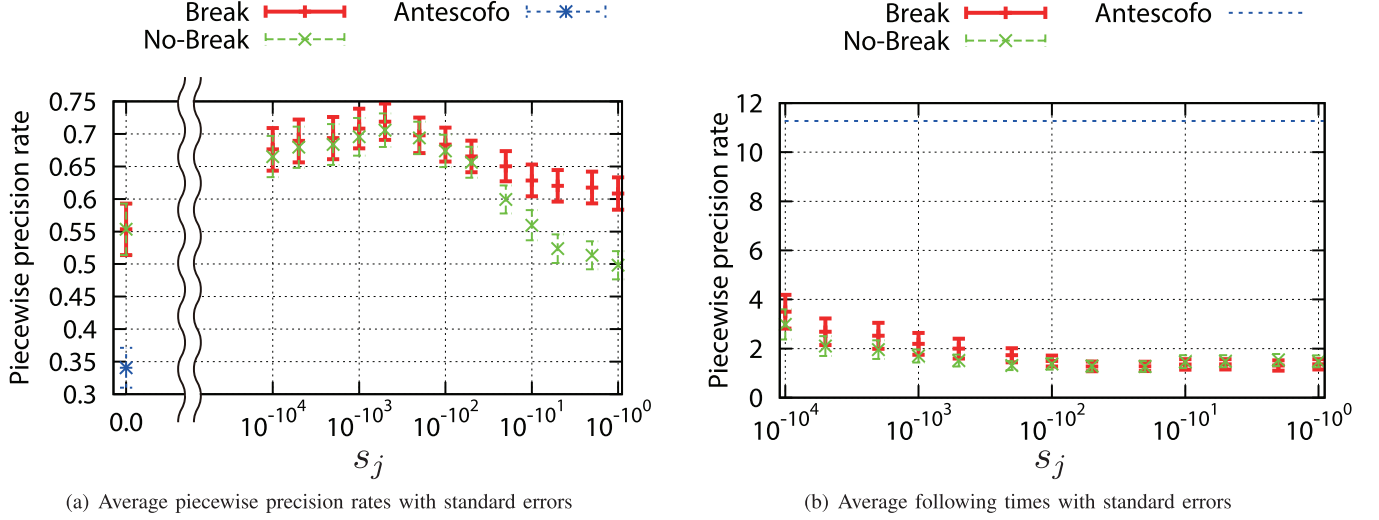 Break Antescofo
No-Break
Piecewise precision rate
0.75
0.7
0.65
0.6
0.55
0.5
0.45
0.4
0.35
0.3
0.0 10^-10^4 10^-10^3 10^-10^2 10^-10^1 10^-10^0
s_j
(a) Average piecewise precision rates with standard errors
Break Antescofo
No-Break
Piecewise precision rate
12
10
8
6
4
2
0
10^-10^4 10^-10^3 10^-10^2 10^-10^1 10^-10^0
s_j
(b) Average following times with standard errors